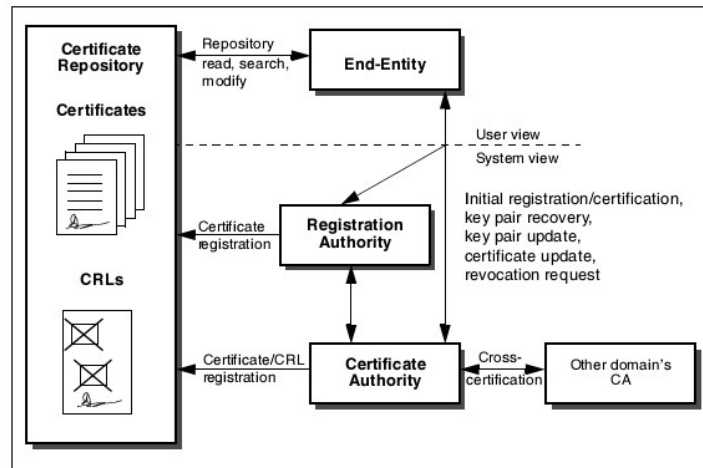 Certificate
Repository
Certificates
CRLs
Repository
read, search,
modify
End-Entity
User view
System view
Initial registration/certification,
key pair recovery,
key pair update,
certificate update,
revocation request
Certificate
registration
Registration
Authority
Certificate/CRL
registration
Certificate
Authority
Cross-
certification
Other domain's
CA